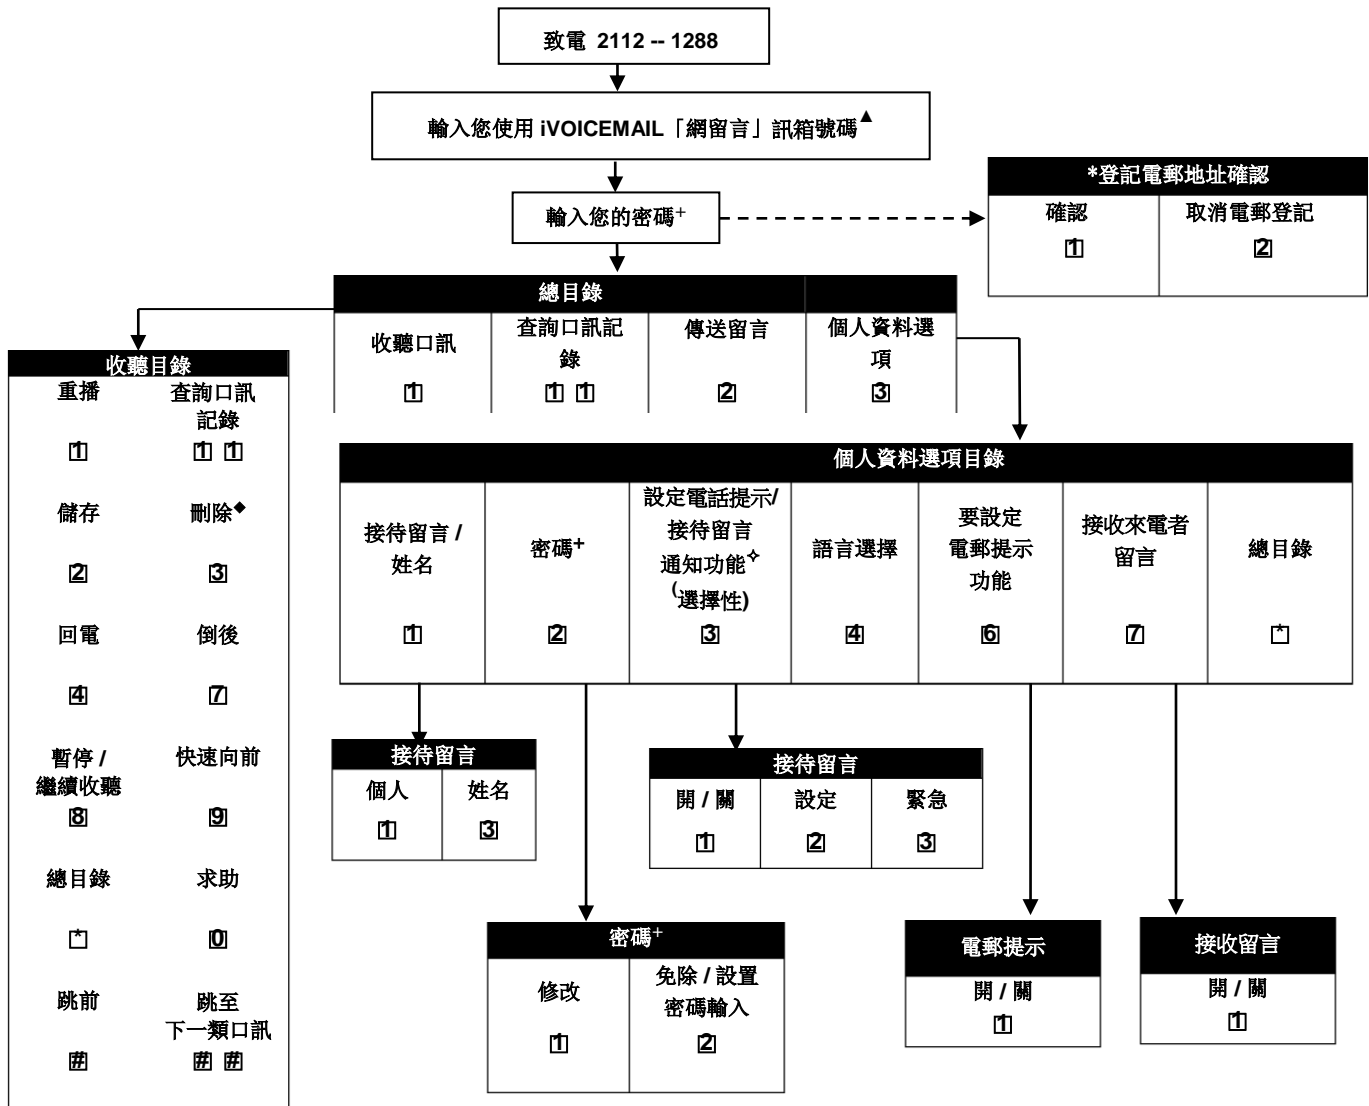 致電 2112 -- 1288
輸入您使用 iVOICEMAIL「網留言」訊箱號碼▲
輸入您的密碼+
*登記電郵地址確認
確認 取消電郵登記
1 2
總目錄
收聽口訊 查詢口訊記錄 傳送留言 個人資料選項
1 1 1 2 3
收聽目錄
重播 查詢口訊
記錄
1 1 1
儲存 刪除◆
2 3
回電 倒後
4 7
暫停 / 快速向前
繼續收聽
8 9
總目錄 求助
* 0
跳前 跳至
下一類口訊
# # #
個人資料選項目錄
接待留言 /
姓名
1
密碼+
2
設定電話提示/
接待留言
通知功能✧
(選擇性)
3
語言選擇
4
要設定
電郵提示
功能
6
接收來電者
留言
7
總目錄
*
接待留言
個人 姓名
1 3
接待留言
開 / 關 設定 緊急
1 2 3
密碼+
修改 免除 / 設置
密碼輸入
1 2
電郵提示
開 / 關
1
接收留言
開 / 關
1